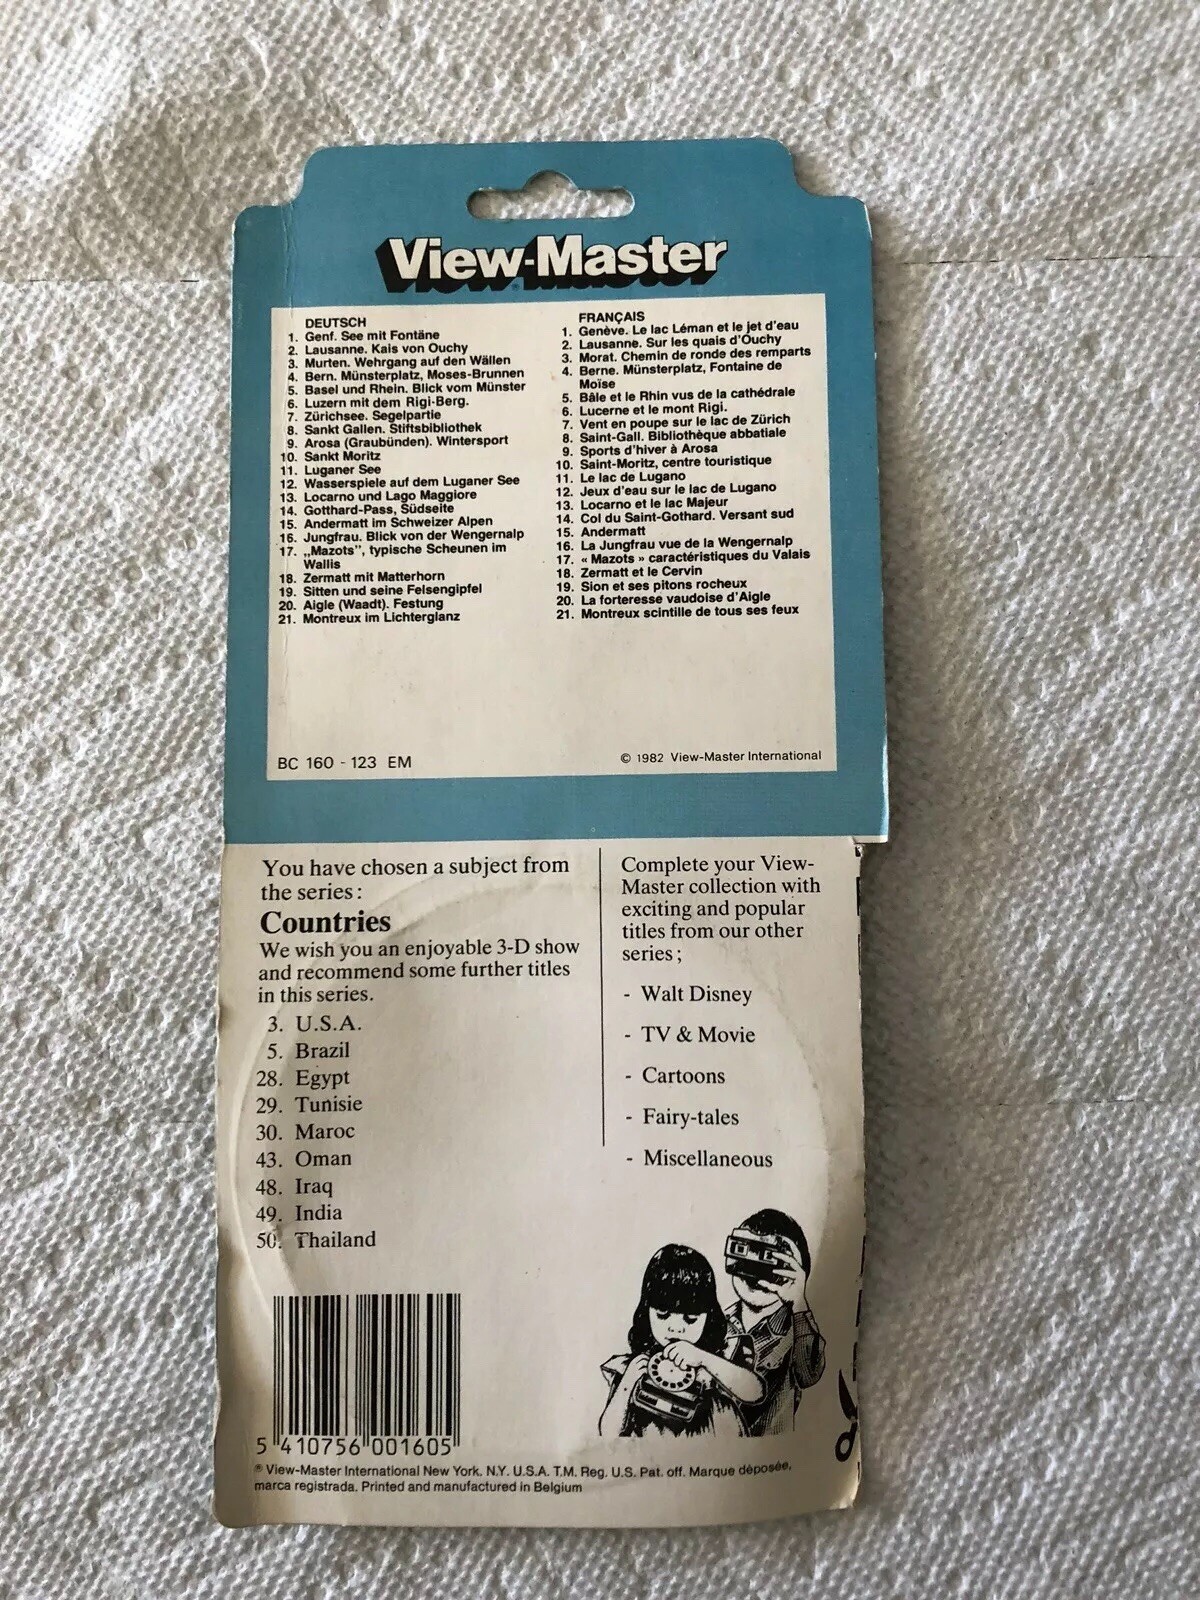 View-Master
DEUTSCH
1. Genf. See mit Fontäne
2. Lausanne. Kais von Ouchy
3. Murten. Wehrgang auf den Wällen
4. Bern. Münsterplatz, Moses-Brunnen
5. Basel und Rhein. Blick vom Münster
6. Luzern mit dem Rigi-Berg.
7. Zürichsee. Segelpartie
8. Sankt Gallen. Stiftsbibliothek
9. Arosa (Graubünden). Wintersport
10. Sankt Moritz
11. Luganer See
12. Wasserspiele auf dem Luganer See
13. Locarno und Lago Maggiore
14. Gotthard-Pass, Südseite
15. Andermatt im Schweizer Alpen
16. Jungfrau. Blick von der Wengernalp
17. „Mazots”, typische Scheunen im
Wallis
18. Zermatt mit Matterhorn
19. Sitten und seine Felsengipfel
20. Aigle (Waadt). Festung
21. Montreux im Lichterglanz
FRANÇAIS
1. Genève. Le lac Léman et le jet d'eau
2. Lausanne. Sur les quais d'Ouchy
3. Morat. Chemin de ronde des remparts
4. Berne. Münsterplatz, Fontaine de
Moïse
5. Bâle et le Rhin vus de la cathédrale
6. Lucerne et le mont Rigi.
7. Vent en poupe sur le lac de Zürich
8. Saint-Gall. Bibliothèque abbatiale
9. Sports d'hiver à Arosa
10. Saint-Moritz, centre touristique
11. Le lac de Lugano
12. Jeux d'eau sur le lac de Lugano
13. Locarno et le lac Majeur
14. Col du Saint-Gothard. Versant sud
15. Andermatt
16. La Jungfrau vue de la Wengernalp
17. « Mazots » caractéristiques du Valais
18. Zermatt et le Cervin
19. Sion et ses pitons rocheux
20. La forteresse vaudoise d'Aigle
21. Montreux scintille de tous ses feux
BC 160 - 123 EM
© 1982 View-Master International
You have chosen a subject from
the series :
Countries
We wish you an enjoyable 3-D show
and recommend some further titles
in this series.
3. U.S.A.
5. Brazil
28. Egypt
29. Tunisie
30. Maroc
43. Oman
48. Iraq
49. India
50. Thailand
Complete your View-
Master collection with
exciting and popular
titles from our other
series ;
- Walt Disney
- TV & Movie
- Cartoons
- Fairy-tales
- Miscellaneous
5 410756 001605
® View-Master International New York. N.Y. U.S.A. T.M. Reg. U.S. Pat. off. Marque déposée,
marca registrada. Printed and manufactured in Belgium